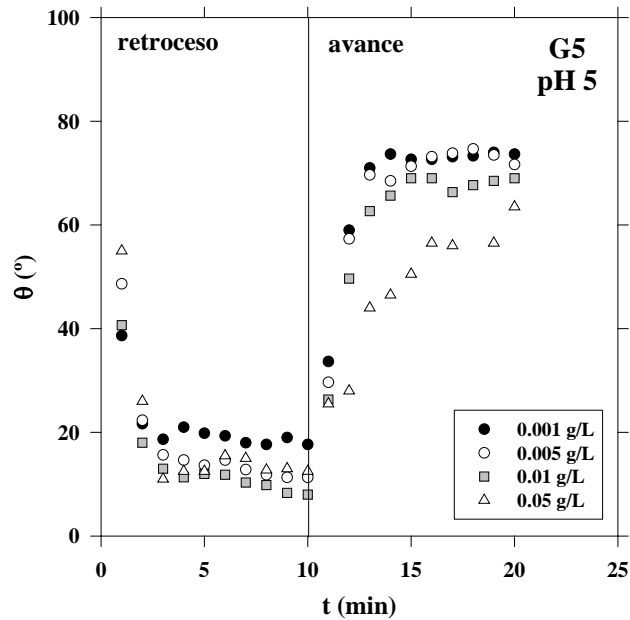 retroceso
avance
G5
pH 5
100
80
60
40
20
0
θ (º)
0.001 g/L
0.005 g/L
0.01 g/L
0.05 g/L
0 5 10 15 20 25
t (min)